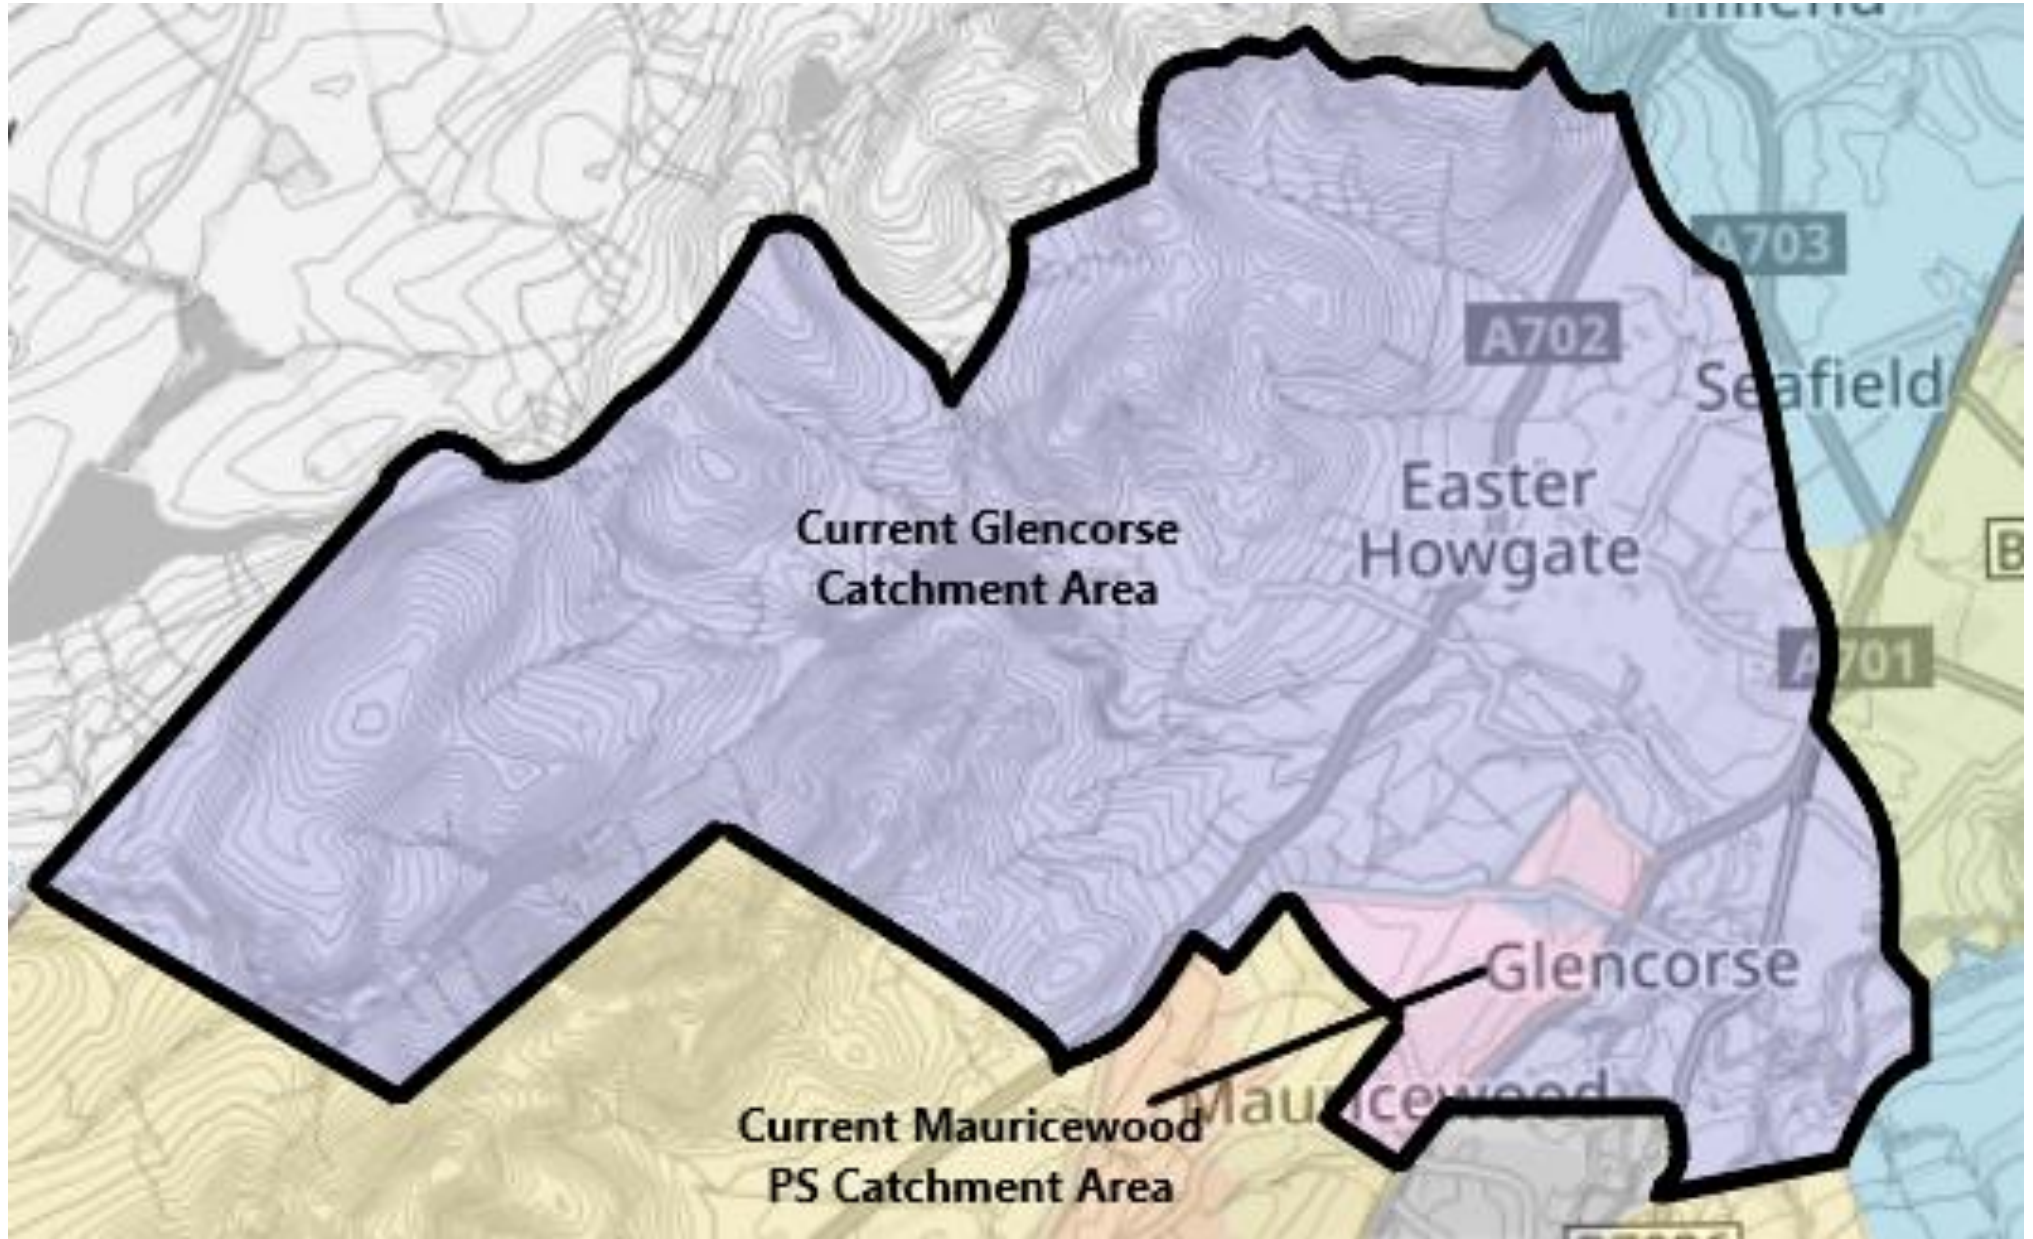 A703
A702
Seafield
Easter
Howgate
Current Glencorse
Catchment Area
B
A701
Glencorse
Mauricewood
Current Mauricewood
PS Catchment Area